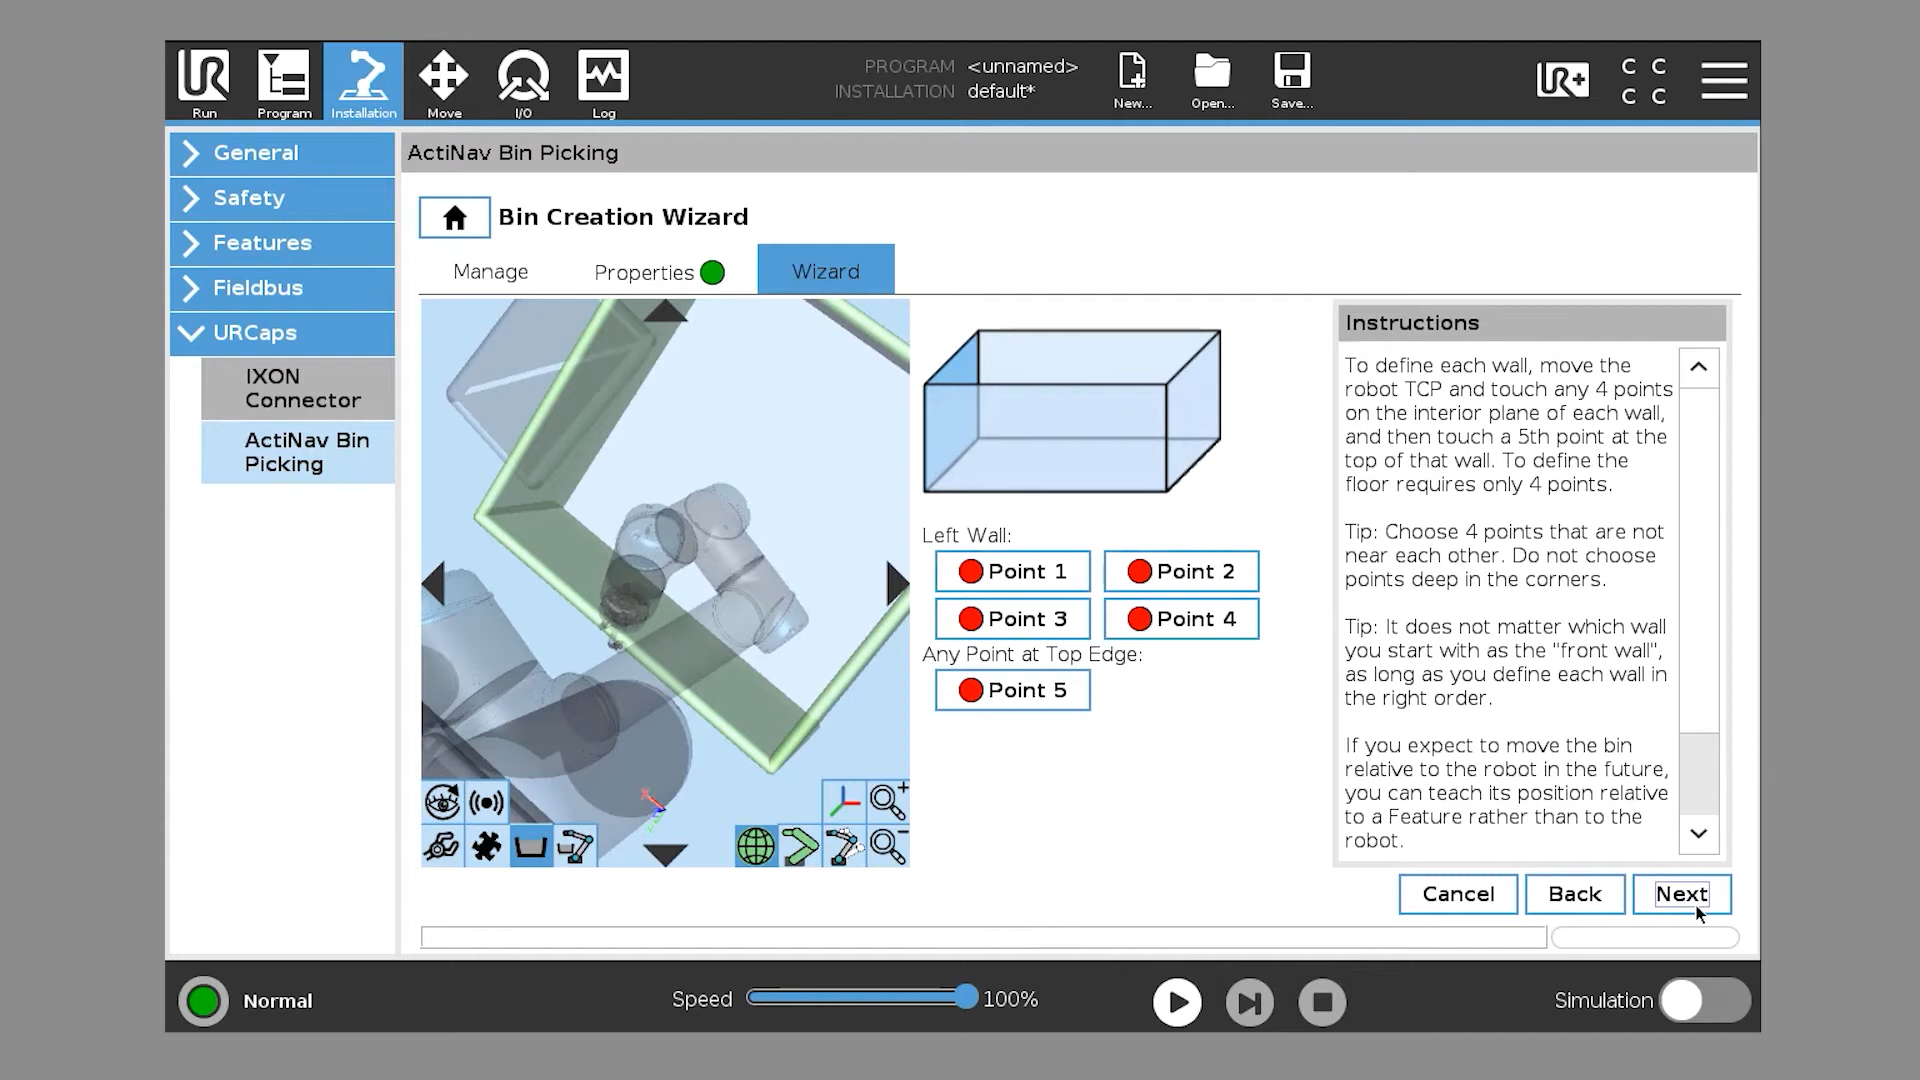 Run
Program
Installation
Move
I/O
Log
PROGRAM <unnamed>
INSTALLATION default*
New...
Open...
Save...
UR+
C C
C C
General
Safety
Features
Fieldbus
URCaps
IXON
Connector
ActiNav Bin
Picking
ActiNav Bin Picking
Bin Creation Wizard
Manage
Properties
Wizard
Left Wall:
Point 1
Point 2
Point 3
Point 4
Any Point at Top Edge:
Point 5
Instructions
To define each wall, move the
robot TCP and touch any 4 points
on the interior plane of each wall,
and then touch a 5th point at the
top of that wall. To define the
floor requires only 4 points.
Tip: Choose 4 points that are not
near each other. Do not choose
points deep in the corners.
Tip: It does not matter which wall
you start with as the "front wall",
as long as you define each wall in
the right order.
If you expect to move the bin
relative to the robot in the future,
you can teach its position relative
to a Feature rather than to the
robot.
Cancel
Back
Next
Normal
Speed
100%
Simulation